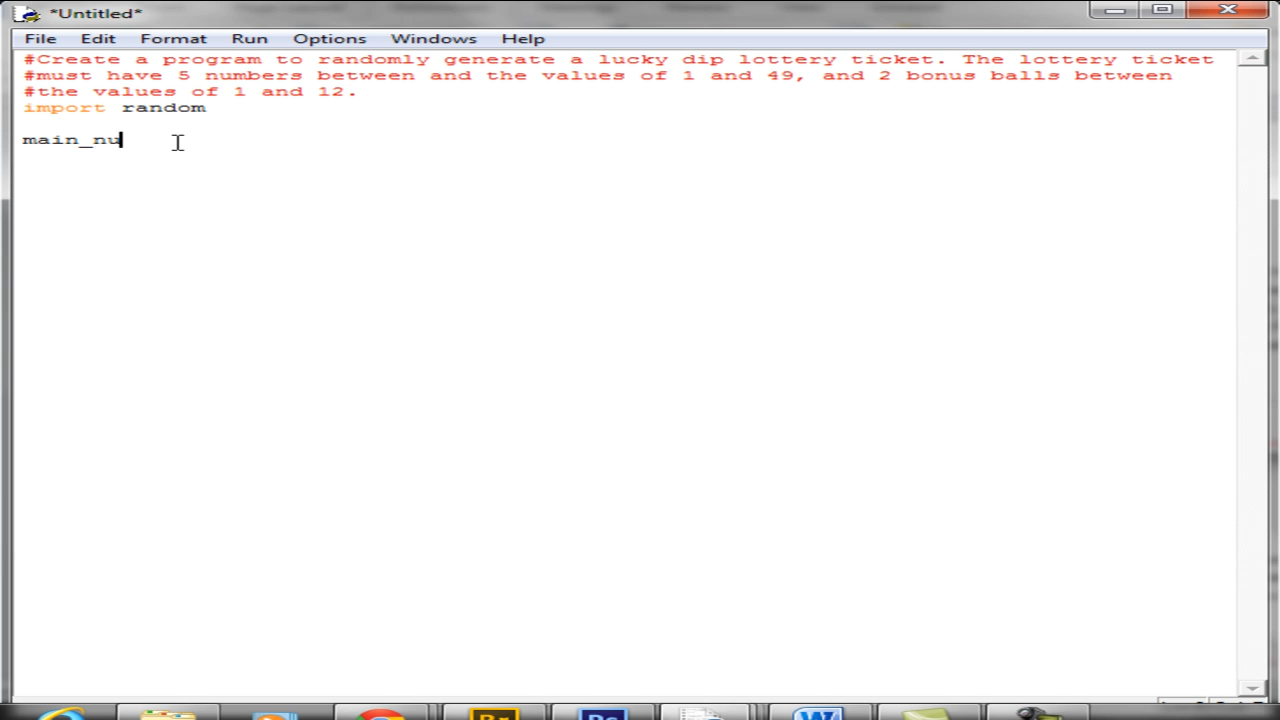 *Untitled*
File Edit Format Run Options Windows Help
#Create a program to randomly generate a lucky dip lottery ticket. The lottery ticket
#must have 5 numbers between and the values of 1 and 49, and 2 bonus balls between
#the values of 1 and 12.
import random
main_nu